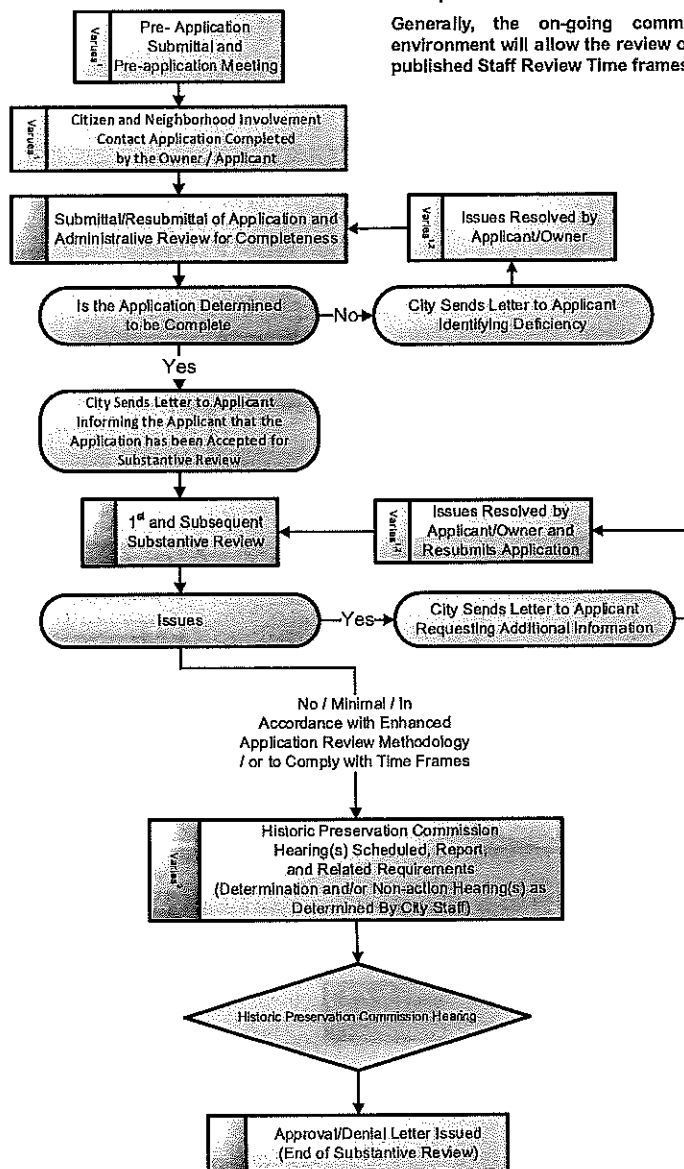 Generally, the on-going comm
environment will allow the review o
published Staff Review Time frames
Pre- Application
Submittal and
Pre-application Meeting
Varues¹
Citizen and Neighborhood Involvement
Contact Application Completed
by the Owner / Applicant
Varues¹
Submittal/Resubmittal of Application and
Administrative Review for Completeness
Issues Resolved by
Applicant/Owner
Varies¹,²
Is the Application Determined
to be Complete
No
City Sends Letter to Applicant
Identifying Deficiency
Yes
City Sends Letter to Applicant
Informing the Applicant that the
Application has been Accepted for
Substantive Review
1st and Subsequent
Substantive Review
Issues Resolved by
Applicant/Owner and
Resubmits Application
Varies¹,²
Issues
Yes
City Sends Letter to Applicant
Requesting Additional Information
No / Minimal / In
Accordance with Enhanced
Application Review Methodology
/ or to Comply with Time Frames
Historic Preservation Commission
Hearing(s) Scheduled, Report,
and Related Requirements
(Determination and/or Non-action Hearing(s) as
Determined By City Staff)
Varies³
Historic Preservation Commission Hearing
Approval/Denial Letter Issued
(End of Substantive Review)